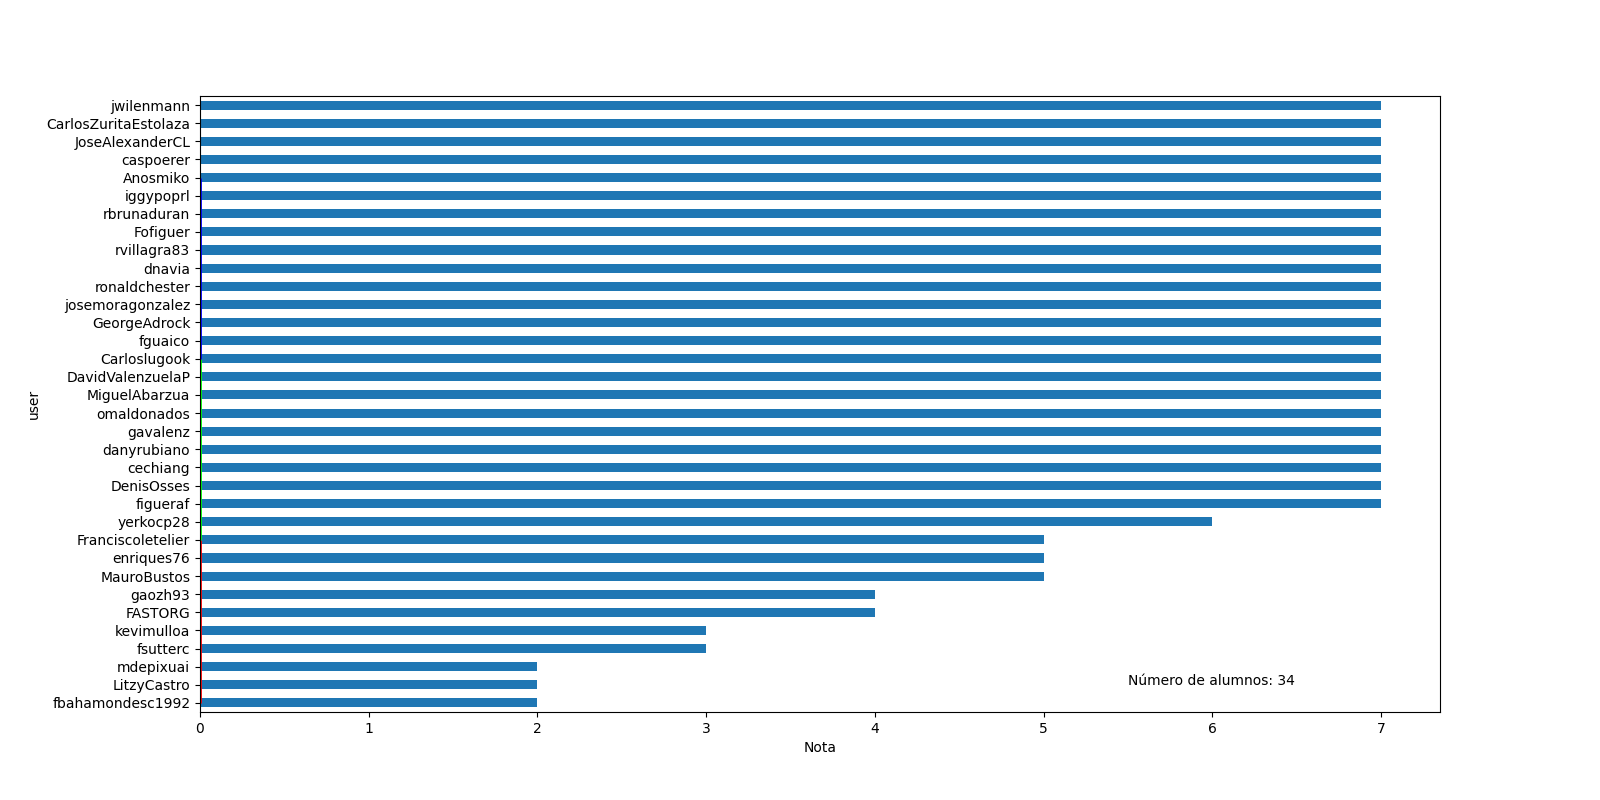 jwilenmann
CarlosZuritaEstolaza
JoseAlexanderCL
caspoerer
Anosmiko
iggypoprl
rbrunaduran
Fofiguer
rvillagra83
dnavia
ronaldchester
josemoragonzalez
GeorgeAdrock
fguaico
Carloslugook
DavidValenzuelaP
MiguelAbarzua
omaldonados
gavalenz
danyrubiano
cechiang
DenisOsses
figueraf
yerkocp28
Franciscoletelier
enriques76
MauroBustos
gaozh93
FASTORG
kevimulloa
fsutterc
mdepixuai
LitzyCastro
fbahamondesc1992
user
Número de alumnos: 34
0 1 2 3 4 5 6 7
Nota